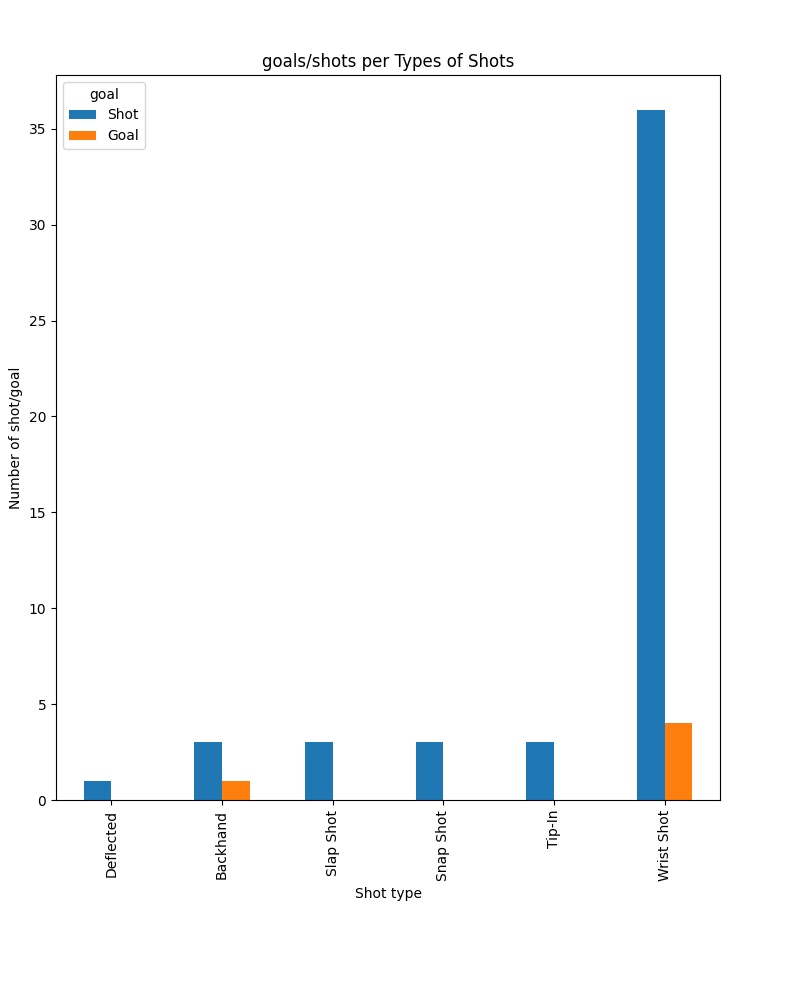 goals/shots per Types of Shots
goal
Shot
Goal
Number of shot/goal
35
30
25
20
15
10
5
0
Deflected
Backhand
Slap Shot
Snap Shot
Tip-In
Wrist Shot
Shot type